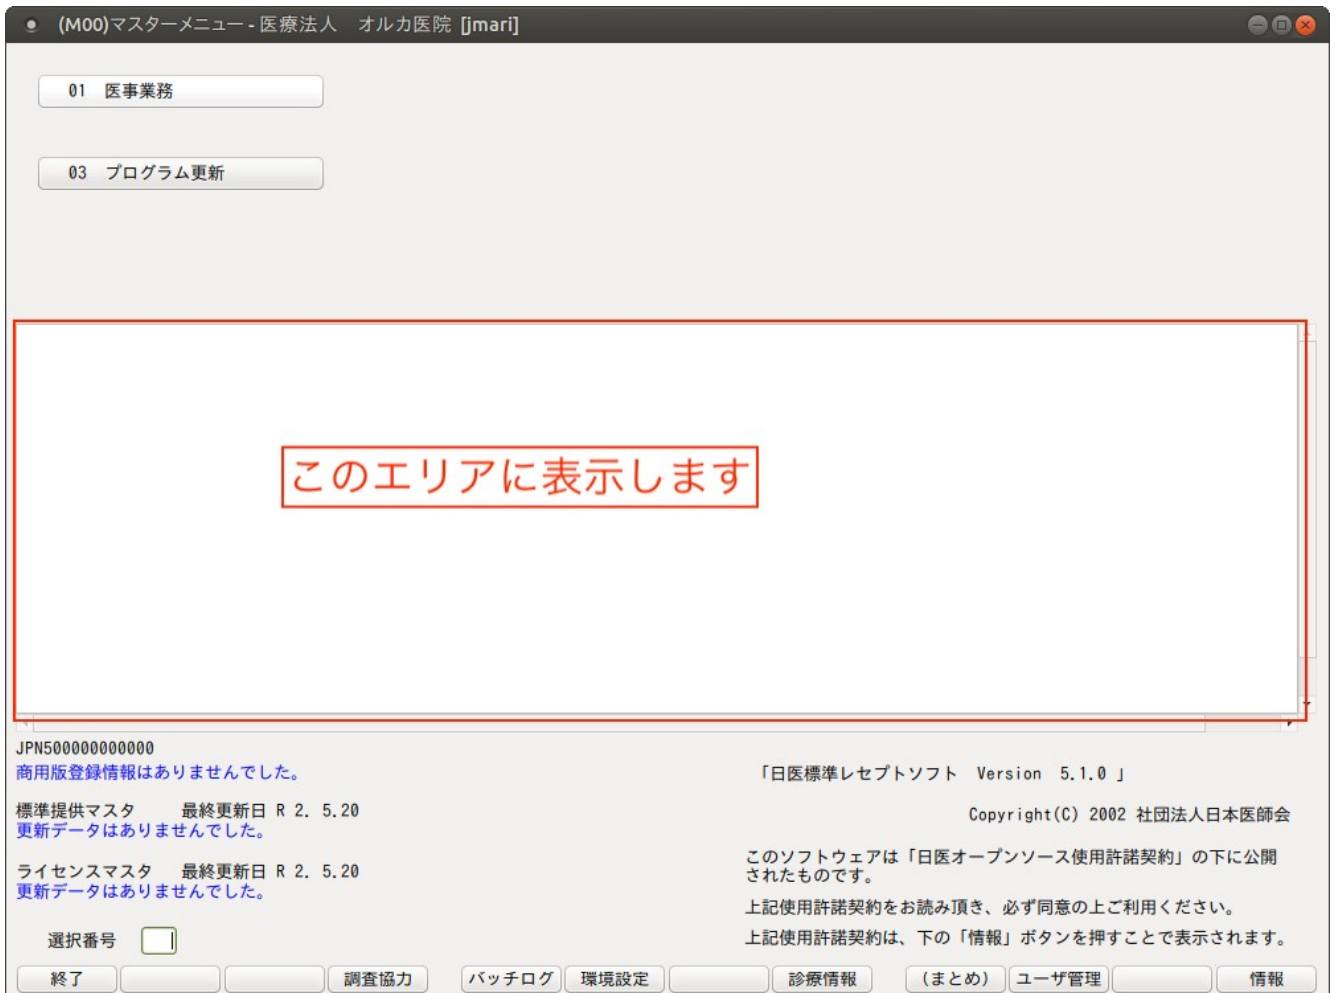 (M00)マスターメニュー - 医療法人　オルカ医院 [jmari]
01　医事業務
03　プログラム更新
このエリアに表示します
JPN500000000000
商用版登録情報はありませんでした。
標準提供マスタ　　最終更新日 R 2. 5.20
更新データはありませんでした。
ライセンスマスタ　最終更新日 R 2. 5.20
更新データはありませんでした。
選択番号
「日医標準レセプトソフト　Version　5.1.0 」
Copyright(C) 2002 社団法人日本医師会
このソフトウェアは「日医オープンソース使用許諾契約」の下に公開
されたものです。
上記使用許諾契約をお読み頂き、必ず同意の上ご利用ください。
上記使用許諾契約は、下の「情報」ボタンを押すことで表示されます。
終了　調査協力　バッチログ　環境設定　診療情報　(まとめ)　ユーザ管理　情報